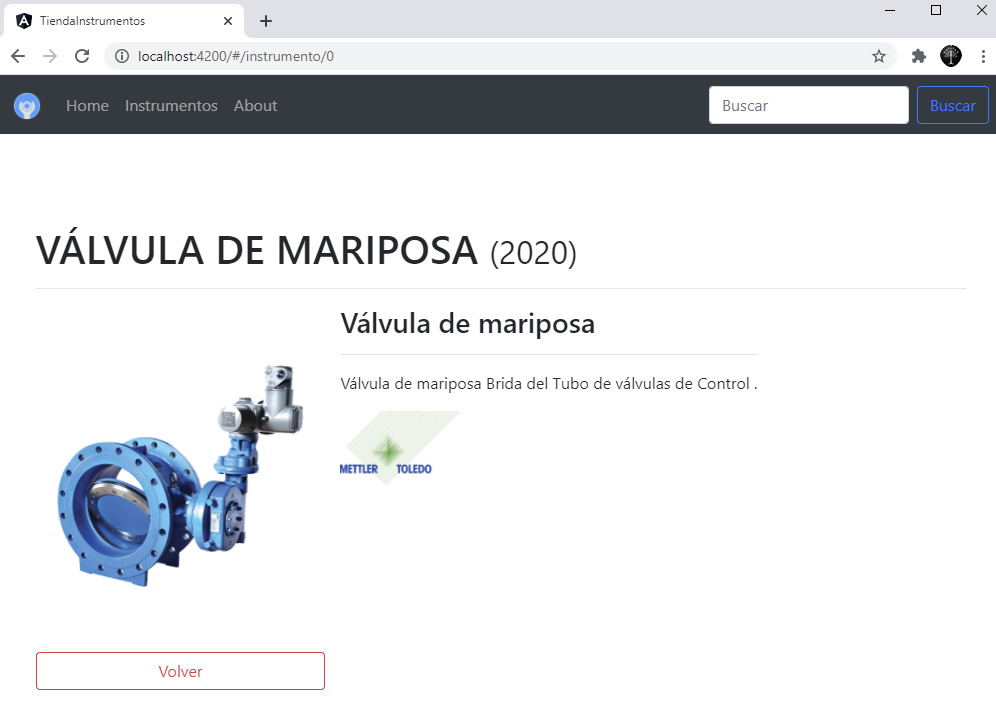 TiendaInstrumentos
localhost:4200/#/instrumento/0
Home Instrumentos About Buscar Buscar
VÁLVULA DE MARIPOSA (2020)
Válvula de mariposa
Válvula de mariposa Brida del Tubo de válvulas de Control .
METTLER TOLEDO
Volver